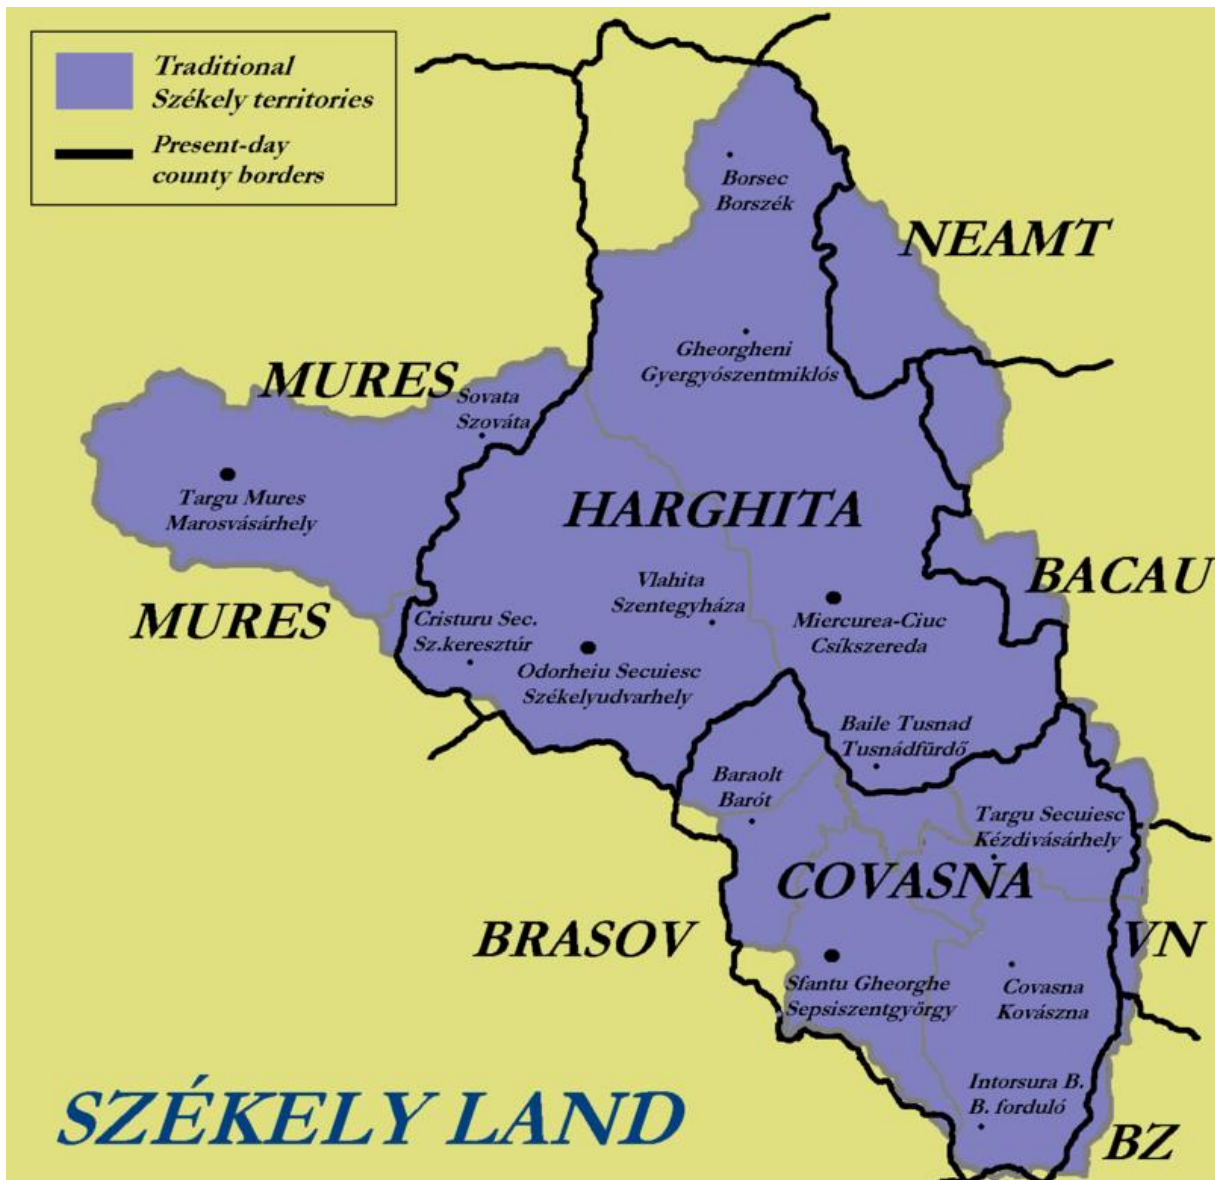 Traditional
Székely territories
Present-day
county borders
Borsec
Borszék
NEAMT
Gheorgheni
Gyergyószentmiklós
MURES
Sovata
Szováta
Targu Mures
Marosvásárhely
HARGHITA
BACAU
Vlahita
Szentegyháza
MURES
Cristuru Sec.
Sz.keresztúr
Miercurea-Ciuc
Csíkszereda
Odorheiu Secuiesc
Székelyudvarhely
Baile Tusnad
Tusnádfürdő
Baraolt
Barót
Targu Secuiesc
Kézdivásárhely
COVASNA
BRASOV
VN
Sfantu Gheorghe
Sepsiszentgyörgy
Covasna
Kovászna
Intorsura B.
B. forduló
SZÉKELY LAND
BZ